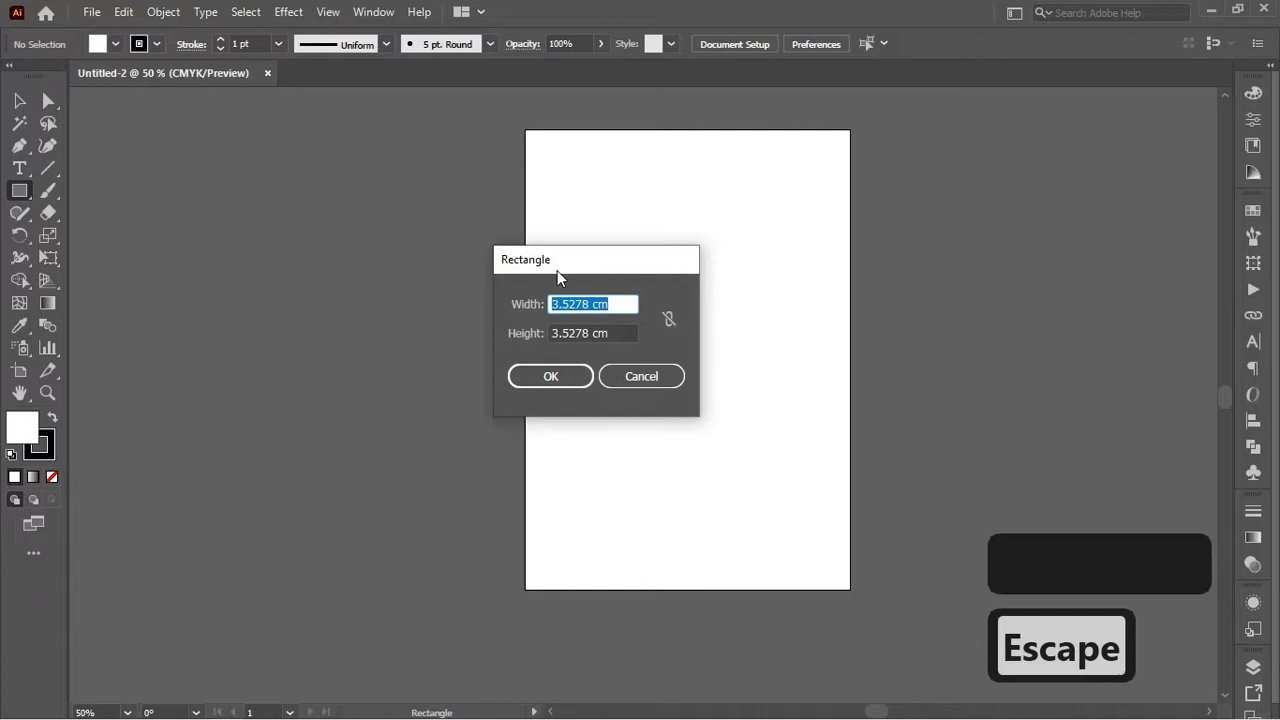 Ai File Edit Object Type Select Effect View Window Help Search Adobe Help
No Selection Stroke: 1 pt Uniform 5 pt. Round Opacity: 100% Style: Document Setup Preferences
Untitled-2 @ 50 % (CMYK/Preview) ×
Rectangle
Width: 3.5278 cm
Height: 3.5278 cm
OK Cancel
Escape
50% 0° 1 Rectangle